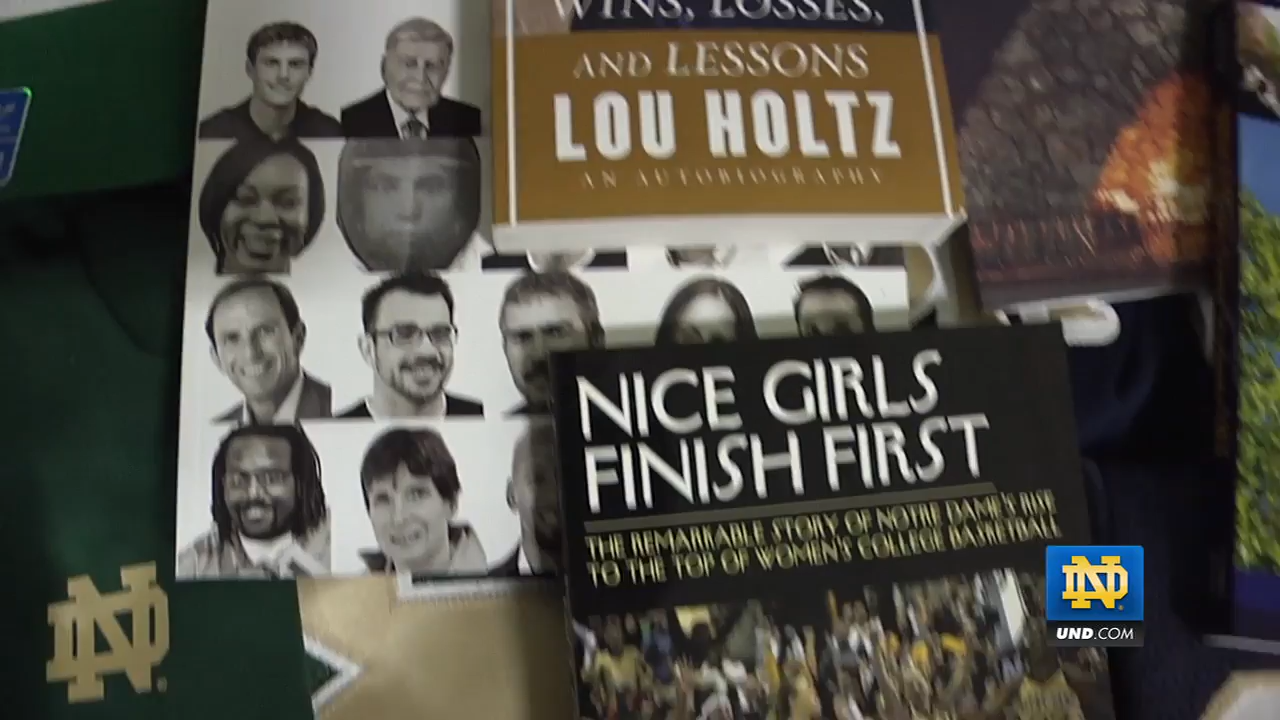 WINS, LOSSES,
AND LESSONS
LOU HOLTZ
AN AUTOBIOGRAPHY
NICE GIRLS
FINISH FIRST
THE REMARKABLE STORY OF NOTRE DAME'S RISE
TO THE TOP OF WOMEN'S COLLEGE BASKETBALL
ND
ND
UND.COM